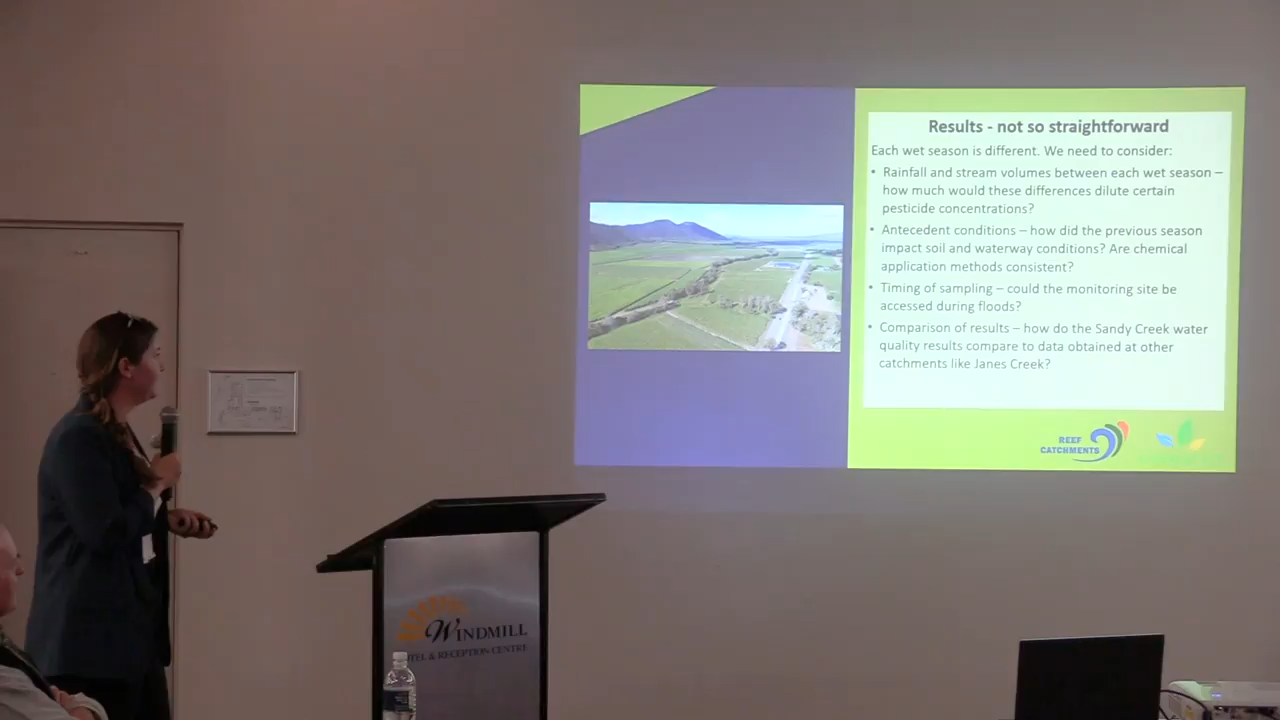 Results - not so straightforward
Each wet season is different. We need to consider:
• Rainfall and stream volumes between each wet season –
how much would these differences dilute certain
pesticide concentrations?
• Antecedent conditions – how did the previous season
impact soil and waterway conditions? Are chemical
application methods consistent?
• Timing of sampling – could the monitoring site be
accessed during floods?
• Comparison of results – how do the Sandy Creek water
quality results compare to data obtained at other
catchments like Janes Creek?
REEF
CATCHMENTS
WINDMILL
& RECEPTION CENTRE